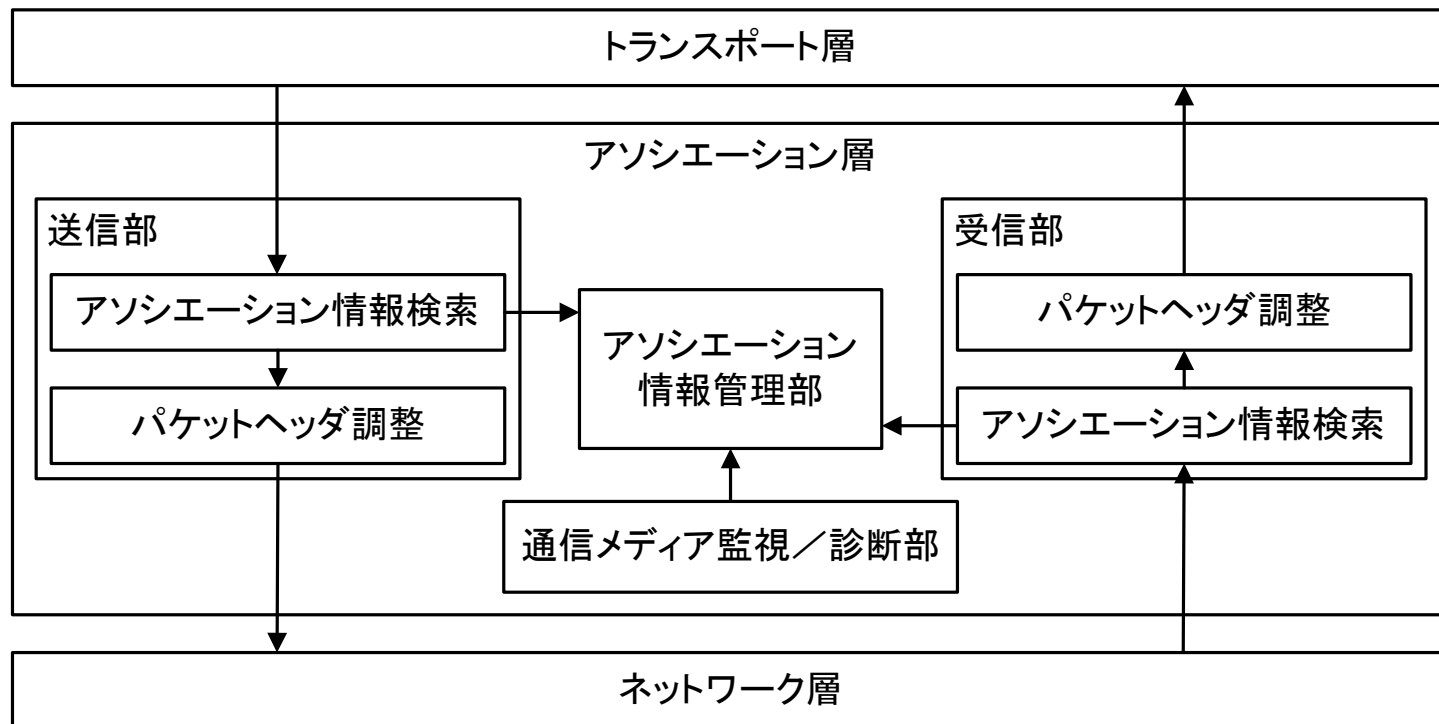 トランスポート層
アソシエーション層
送信部
アソシエーション情報検索
パケットヘッダ調整
アソシエーション
情報管理部
通信メディア監視／診断部
受信部
パケットヘッダ調整
アソシエーション情報検索
ネットワーク層